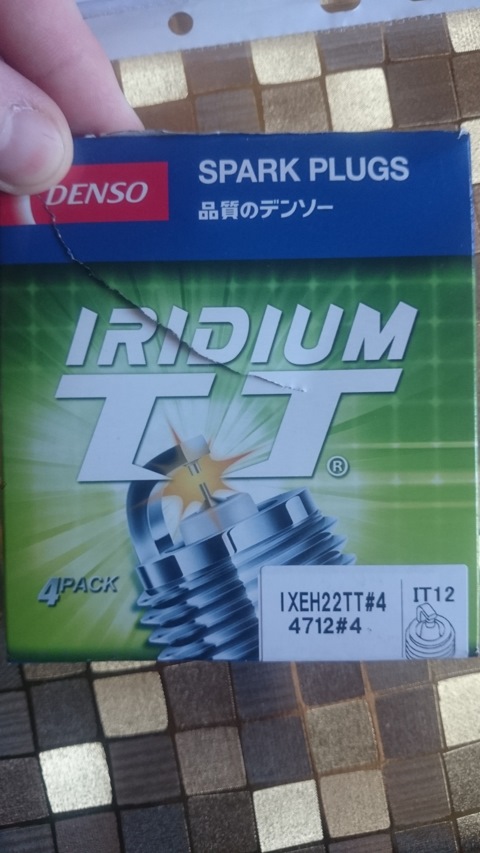 DENSO
SPARK PLUGS
品質のデンソー
IRIDIUM
TT®
4PACK
IXEH22TT#4
4712#4
IT12